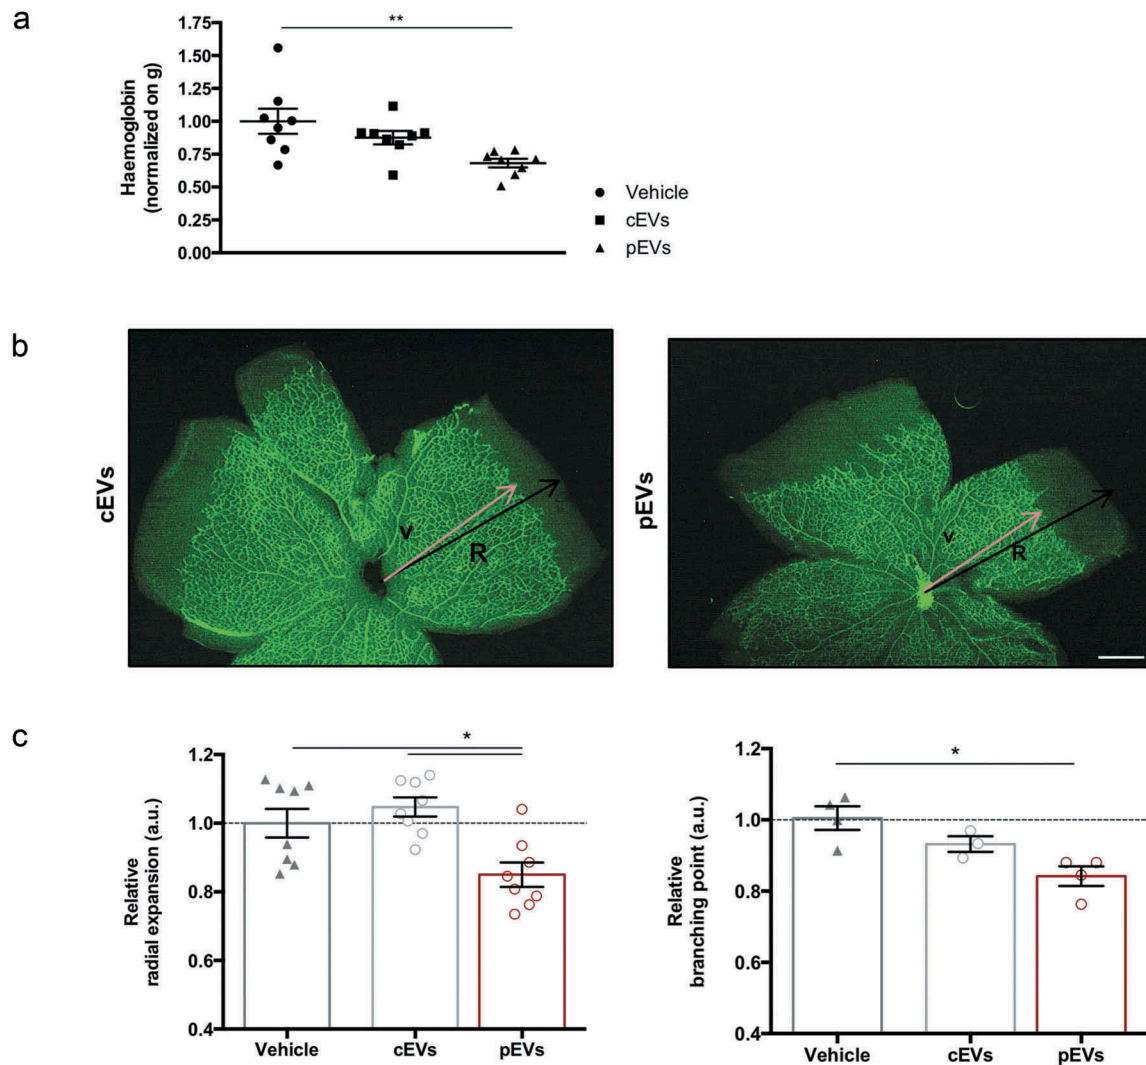 a
**
1.75
1.50
1.25
1.00
0.75
0.50
0.25
0.00
Haemoglobin
(normalized on g)
Vehicle
cEVs
pEVs
b
cEVs
v
R
pEVs
v
R
c
*
1.2
1.0
0.8
0.6
0.4
Relative
radial expansion (a.u.)
Vehicle cEVs pEVs
*
1.2
1.0
0.8
0.6
0.4
Relative
branching point (a.u.)
Vehicle cEVs pEVs